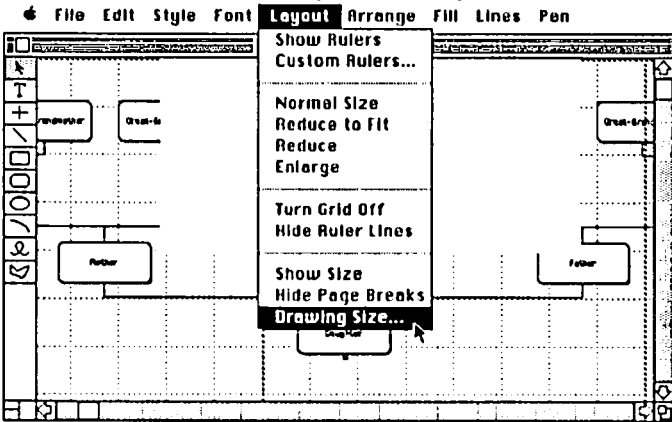 File Edit Style Font Layout Arrange Fill Lines Pen
Show Rulers
Custom Rulers...
Normal Size
Reduce to Fit
Reduce
Enlarge
Turn Grid Off
Hide Ruler Lines
Show Size
Hide Page Breaks
Drawing Size...
T
Mother
Father